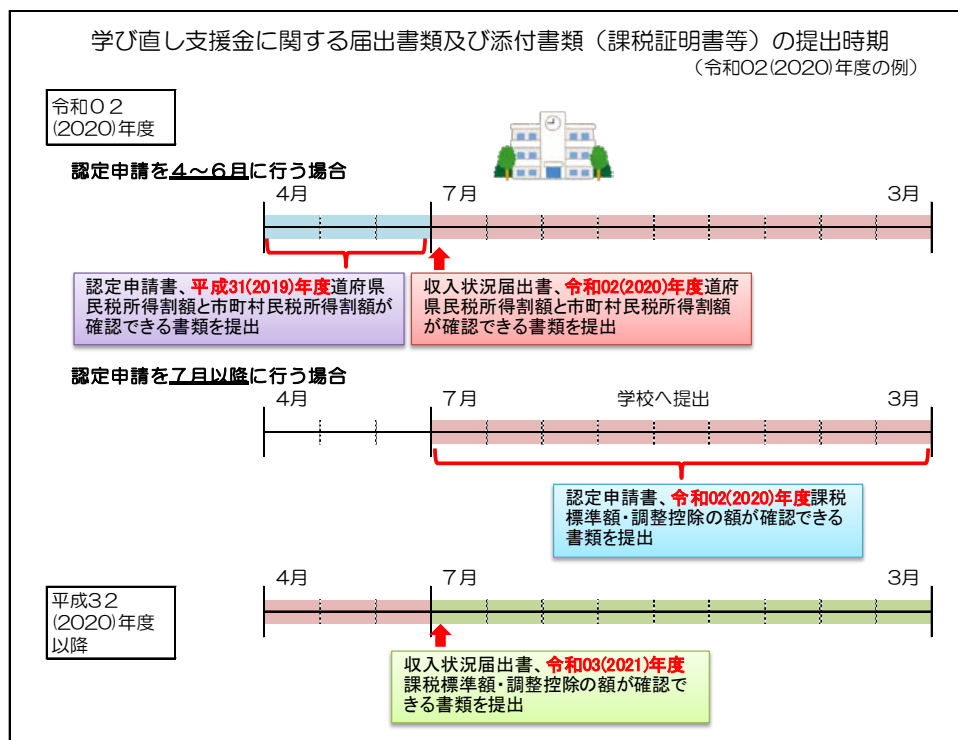 学び直し支援金に関する届出書類及び添付書類（課税証明書等）の提出時期
（令和02(2020)年度の例）
令和０２
(2020)年度
認定申請を４～６月に行う場合
4月
7月
3月
認定申請書、平成31(2019)年度道府県
民税所得割額と市町村民税所得割額が
確認できる書類を提出
収入状況届出書、令和02(2020)年度道府
県民税所得割額と市町村民税所得割額
が確認できる書類を提出
認定申請を７月以降に行う場合
4月
7月
学校へ提出
3月
認定申請書、令和02(2020)年度課税
標準額・調整控除の額が確認できる
書類を提出
平成３２
(2020)年度
以降
4月
7月
3月
収入状況届出書、令和03(2021)年度
課税標準額・調整控除の額が確認で
きる書類を提出